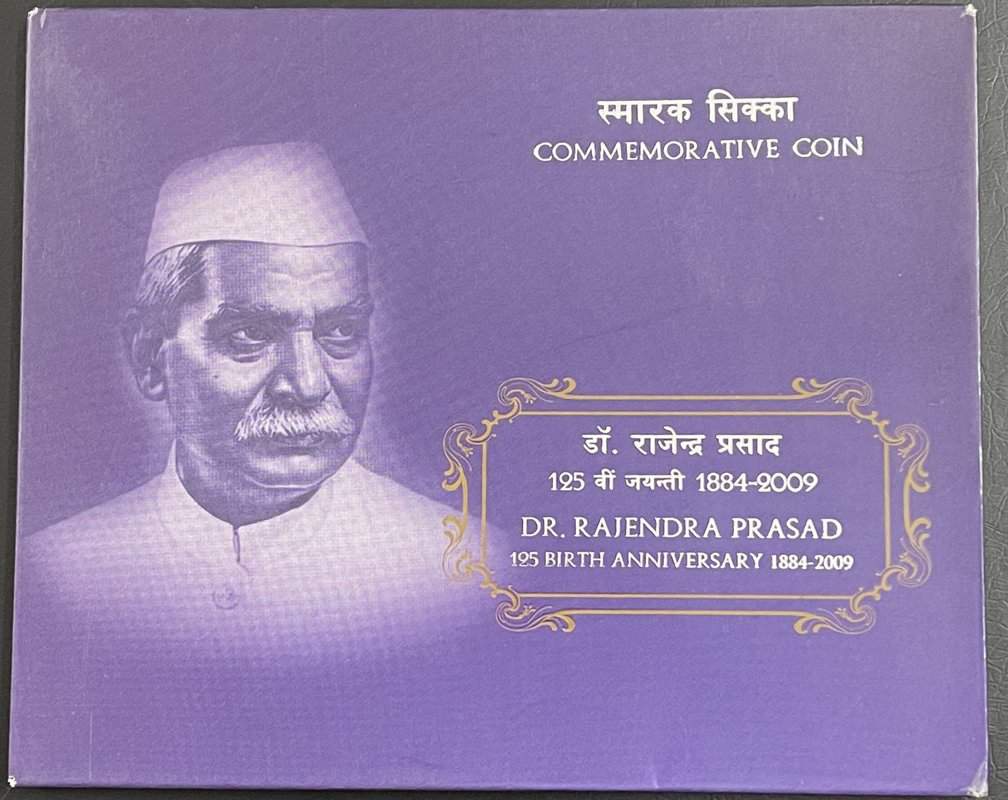 स्मारक सिक्का
COMMEMORATIVE COIN
डॉ. राजेन्द्र प्रसाद
125 वीं जयन्ती 1884-2009
DR. RAJENDRA PRASAD
125 BIRTH ANNIVERSARY 1884-2009